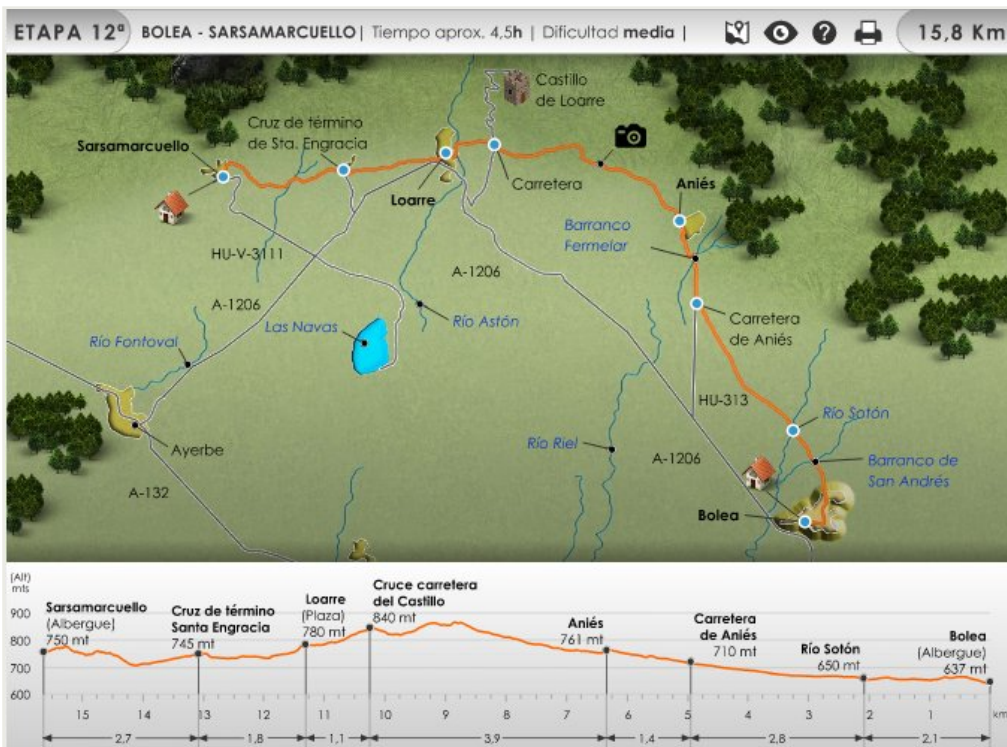 ETAPA 12ª BOLEA - SARSAMARCUELLO | Tiempo aprox. 4,5h | Dificultad media | 15,8 Km
Castillo
de Loarre
Cruz de término
de Sta. Engracia
Sarsamarcuello
Loarre
Carretera
Aniés
Barranco
Fermelar
HU-V-3111
A-1206
A-1206
Las Navas
Río Astón
Carretera
de Aniés
Río Fontoval
HU-313
Río Sotón
Ayerbe
Río Riel
A-1206
Barranco de
San Andrés
A-132
Bolea
(Alt)
mts
900
800
700
600
Sarsamarcuello
(Albergue)
750 mt
Cruz de término
Santa Engracia
745 mt
Loarre
(Plaza)
780 mt
Cruce carretera
del Castillo
840 mt
Aniés
761 mt
Carretera
de Aniés
710 mt
Río Sotón
650 mt
Bolea
(Albergue)
637 mt
15 14 13 12 11 10 9 8 7 6 5 4 3 2 1 km
2,7 1,8 1,1 3,9 1,4 2,8 2,1